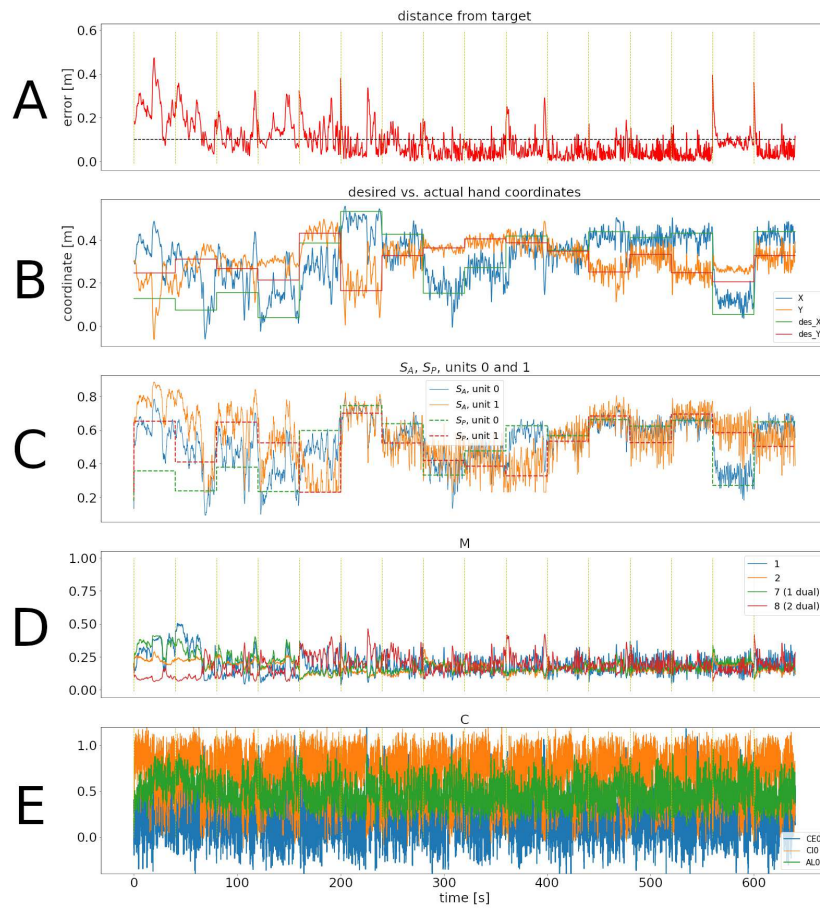 distance from target
A
error [m]
0.6
0.4
0.2
0.0
desired vs. actual hand coordinates
B
coordinate [m]
0.4
0.2
0.0
X
Y
des_X
des_Y
S_A, S_P, units 0 and 1
C
0.8
0.6
0.4
0.2
S_A, unit 0
S_A, unit 1
S_P, unit 0
S_P, unit 1
M
D
1.00
0.75
0.50
0.25
0.00
1
2
7 (1 dual)
8 (2 dual)
C
E
1.0
0.5
0.0
CE0
CI0
AL0
0 100 200 300 400 500 600
time [s]